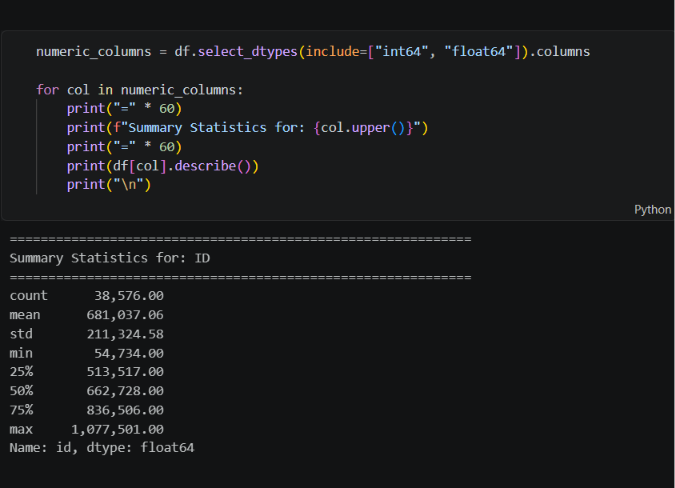 numeric_columns = df.select_dtypes(include=["int64", "float64"]).columns
for col in numeric_columns:
    print("=" * 60)
    print(f"Summary Statistics for: {col.upper()}")
    print("=" * 60)
    print(df[col].describe())
    print("\n")
Python
============================================================
Summary Statistics for: ID
============================================================
count      38,576.00
mean      681,037.06
std       211,324.58
min        54,734.00
25%       513,517.00
50%       662,728.00
75%       836,506.00
max     1,077,501.00
Name: id, dtype: float64